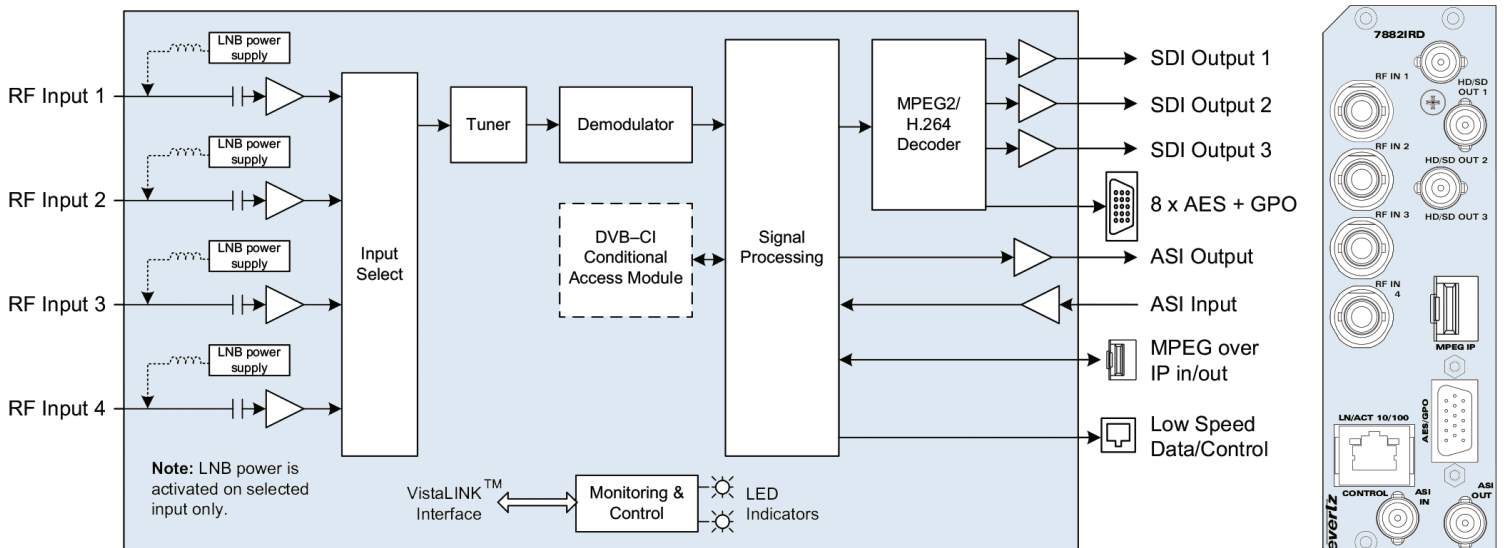 LNB power
supply
RF Input 1
LNB power
supply
RF Input 2
LNB power
supply
RF Input 3
LNB power
supply
RF Input 4
Input
Select
Tuner
Demodulator
DVB–CI
Conditional
Access Module
Signal
Processing
MPEG2/
H.264
Decoder
SDI Output 1
SDI Output 2
SDI Output 3
8 x AES + GPO
ASI Output
ASI Input
MPEG over
IP in/out
Low Speed
Data/Control
Note: LNB power is
activated on selected
input only.
VistaLINK™
Interface
Monitoring &
Control
LED
Indicators
7882IRD
RF IN 1
HD/SD
OUT 1
RF IN 2
HD/SD OUT 2
RF IN 3
HD/SD OUT 3
RF IN
4
MPEG IP
LN/ACT 10/100
AES/GPO
CONTROL
ASI
IN
ASI
OUT
evertz